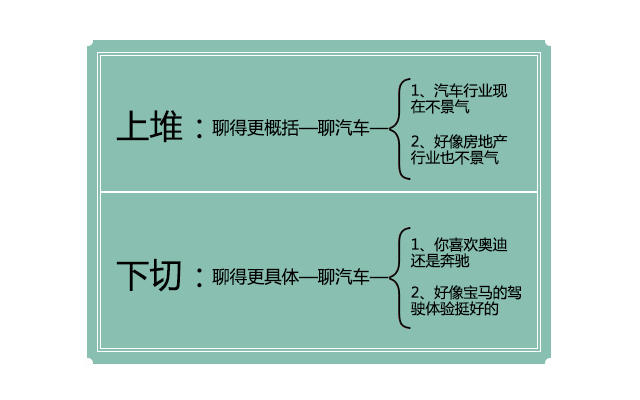 上堆：聊得更概括—聊汽车—
1、汽车行业现
在不景气
2、好像房地产
行业也不景气
下切：聊得更具体—聊汽车—
1、你喜欢奥迪
还是奔驰
2、好像宝马的驾
驶体验挺好的